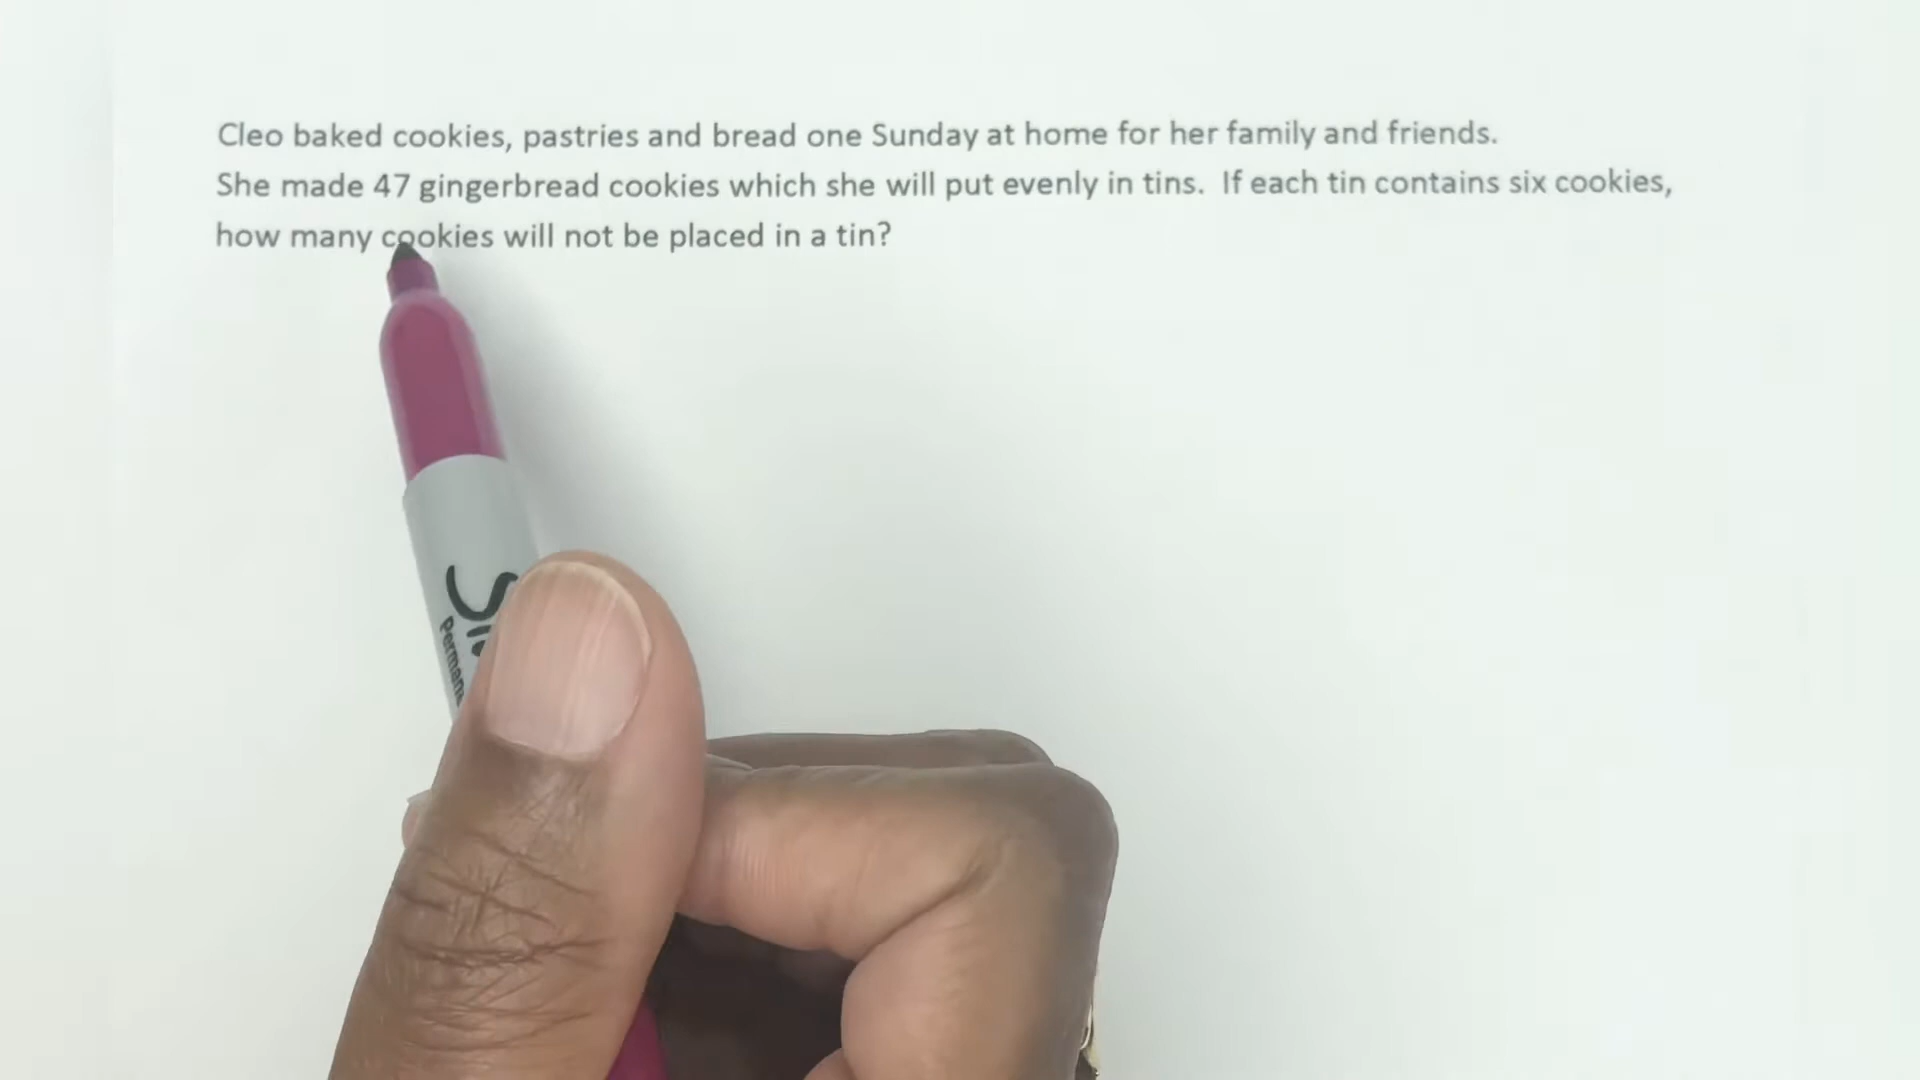 Cleo baked cookies, pastries and bread one Sunday at home for her family and friends.
She made 47 gingerbread cookies which she will put evenly in tins. If each tin contains six cookies,
how many cookies will not be placed in a tin?